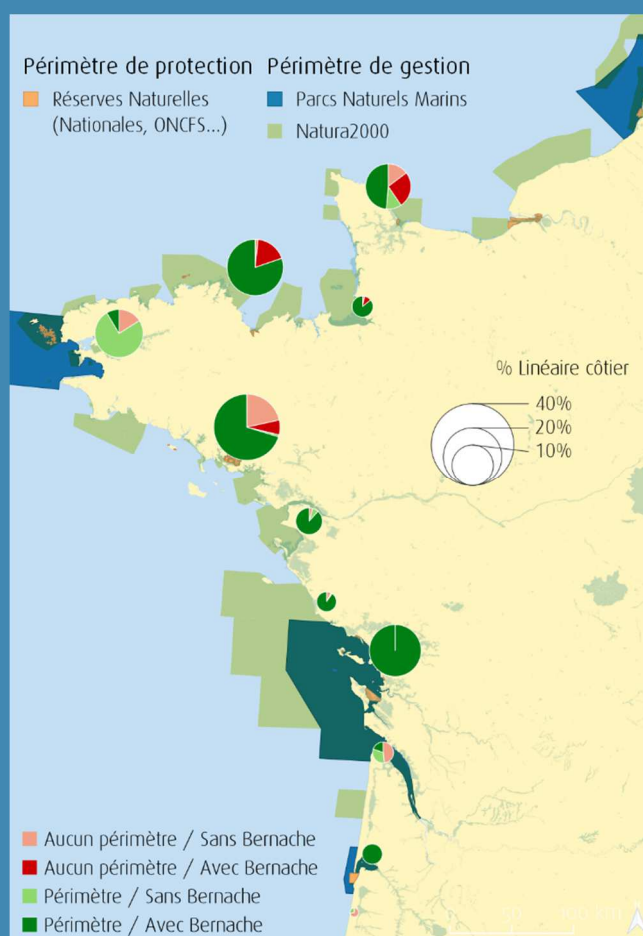 Périmètre de protection
Réserves Naturelles
(Nationales, ONCFS...)
Périmètre de gestion
Parcs Naturels Marins
Natura2000
% Linéaire côtier
40%
20%
10%
Aucun périmètre / Sans Bernache
Aucun périmètre / Avec Bernache
Périmètre / Sans Bernache
Périmètre / Avec Bernache